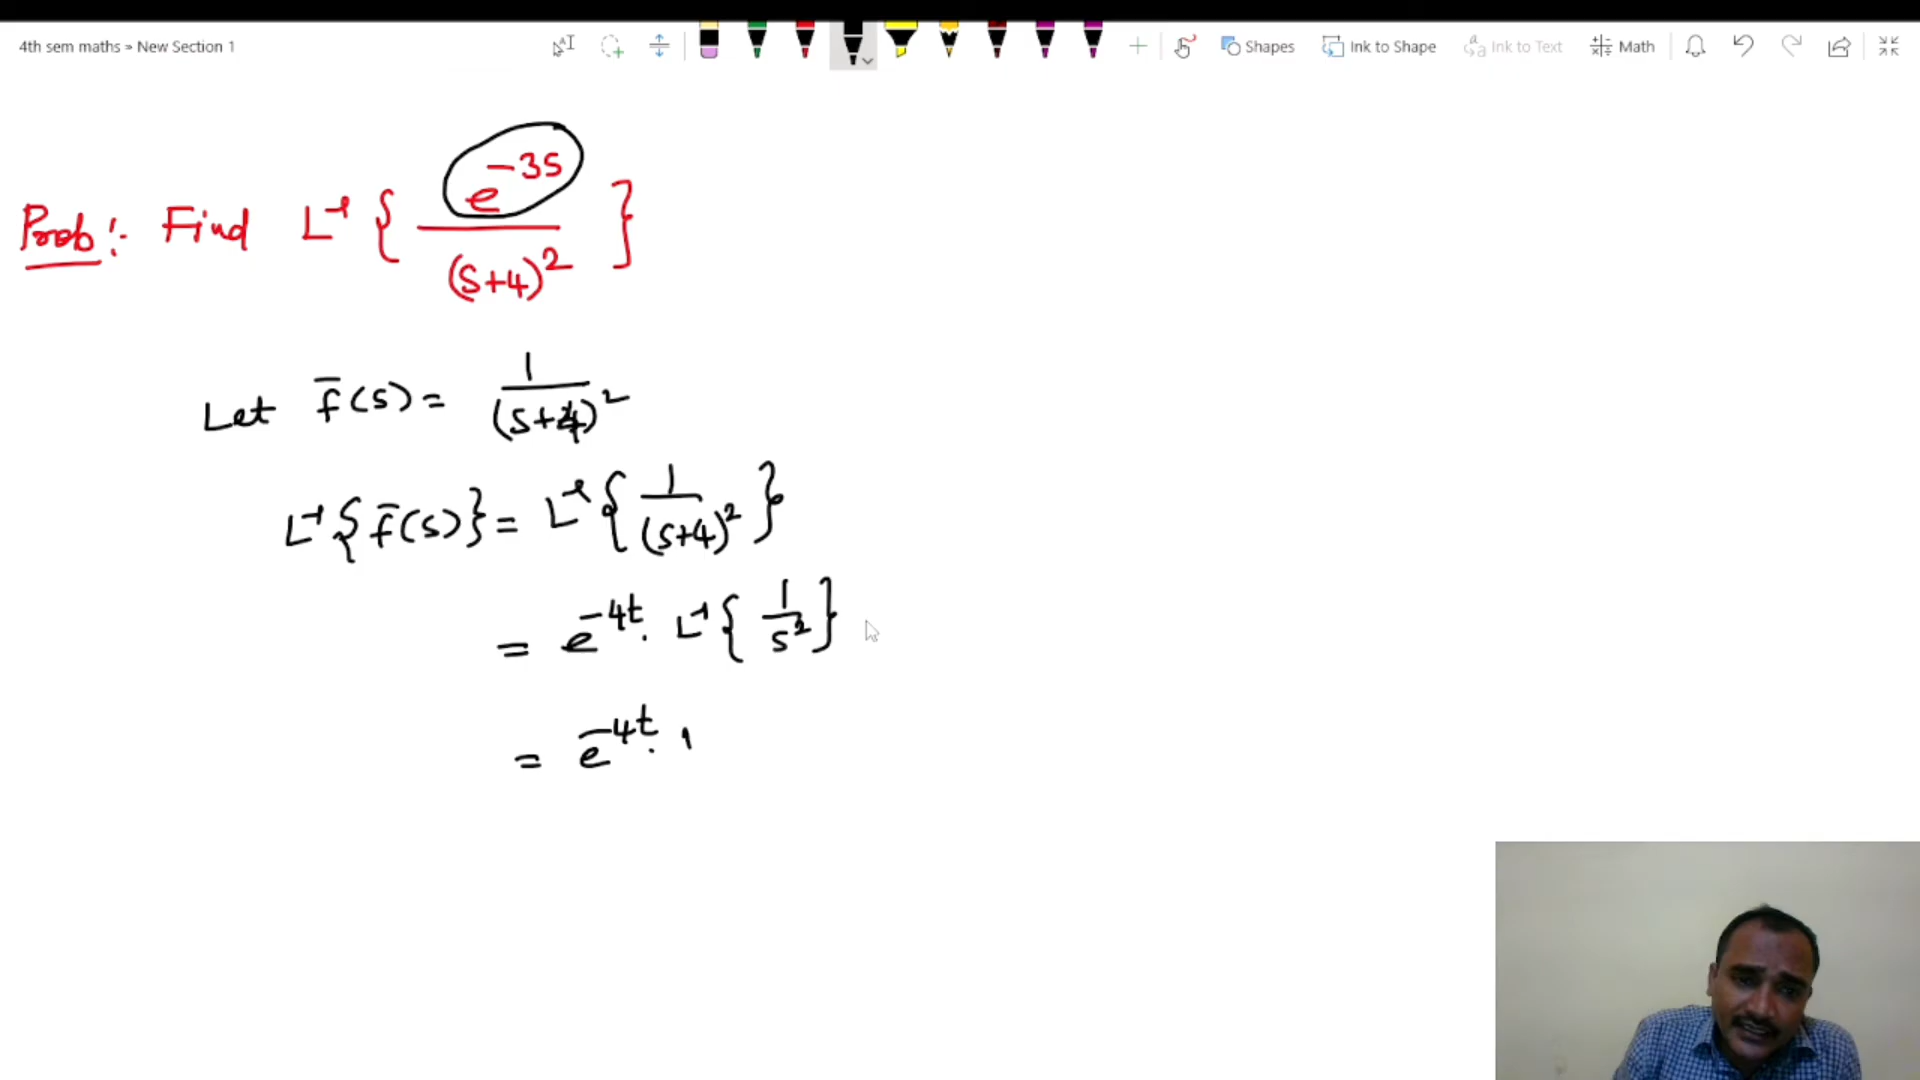 4th sem maths » New Section 1
Shapes Ink to Shape Ink to Text Math
Prob:- Find L⁻¹ { e^{-3s} / (s+4)² }
Let f̄(s) = 1/(s+4)²
L⁻¹{f̄(s)} = L⁻¹{ 1/(s+4)² }
= e^{-4t} . L⁻¹{ 1/s² }
= e^{-4t} .